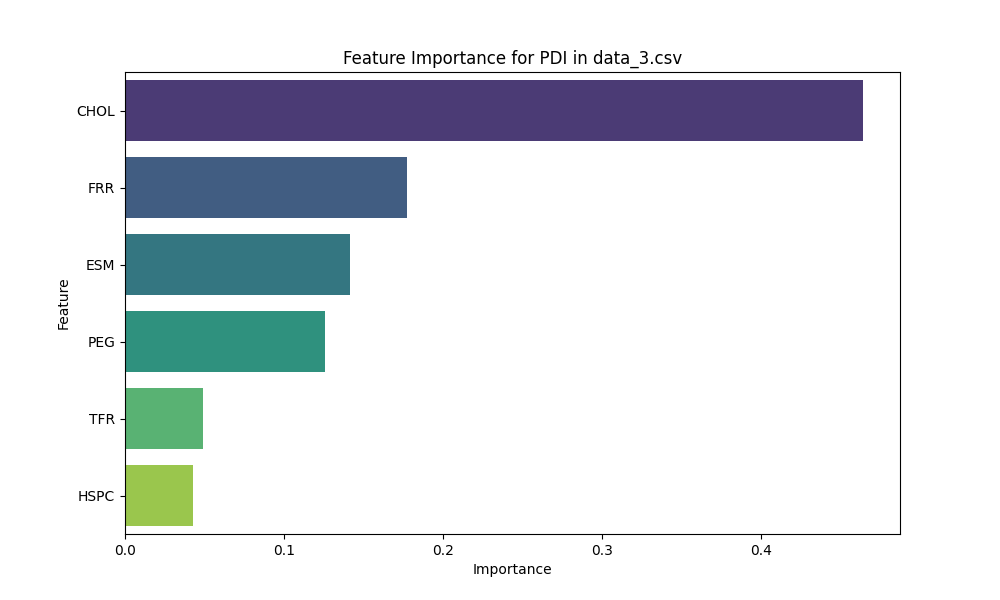 Feature Importance for PDI in data_3.csv
CHOL
FRR
ESM
PEG
TFR
HSPC
Feature
0.0 0.1 0.2 0.3 0.4
Importance